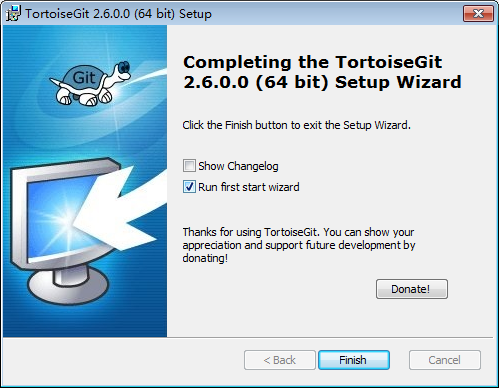 TortoiseGit 2.6.0.0 (64 bit) Setup
Git
Completing the TortoiseGit
2.6.0.0 (64 bit) Setup Wizard
Click the Finish button to exit the Setup Wizard.
Show Changelog
Run first start wizard
Thanks for using TortoiseGit. You can show your
appreciation and support future development by
donating!
Donate!
< Back
Finish
Cancel